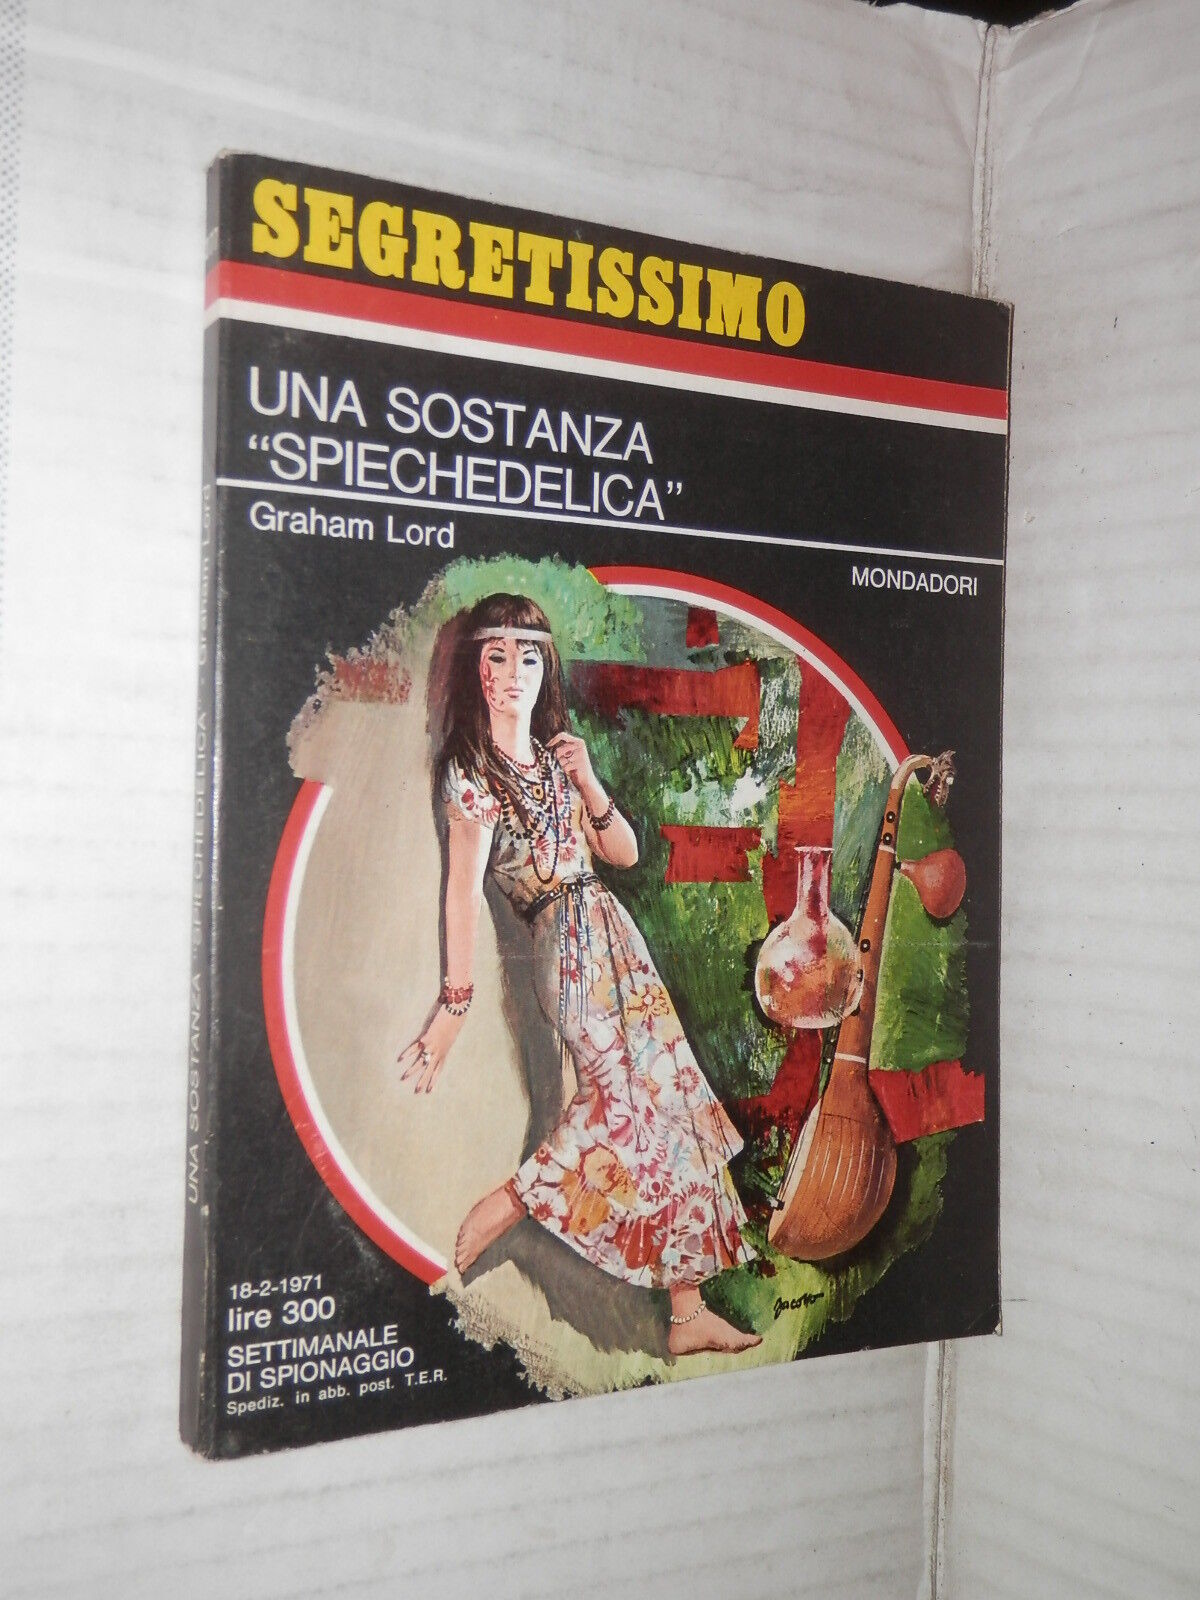 SEGRETISSIMO
UNA SOSTANZA
“SPIECHEDELICA”
Graham Lord
MONDADORI
18-2-1971
lire 300
SETTIMANALE
DI SPIONAGGIO
Spediz. in abb. post. T.E.R.
Jacono
UNA SOSTANZA "SPIECHEDELICA" - Graham Lord